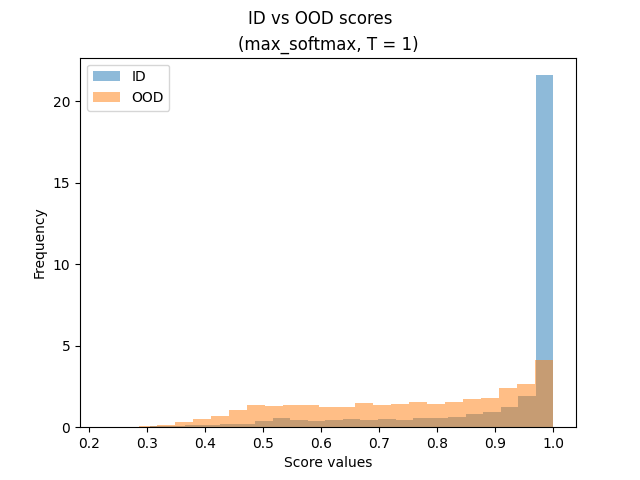 ID vs OOD scores
(max_softmax, T = 1)
ID
OOD
Frequency
20
15
10
5
0
0.2 0.3 0.4 0.5 0.6 0.7 0.8 0.9 1.0
Score values